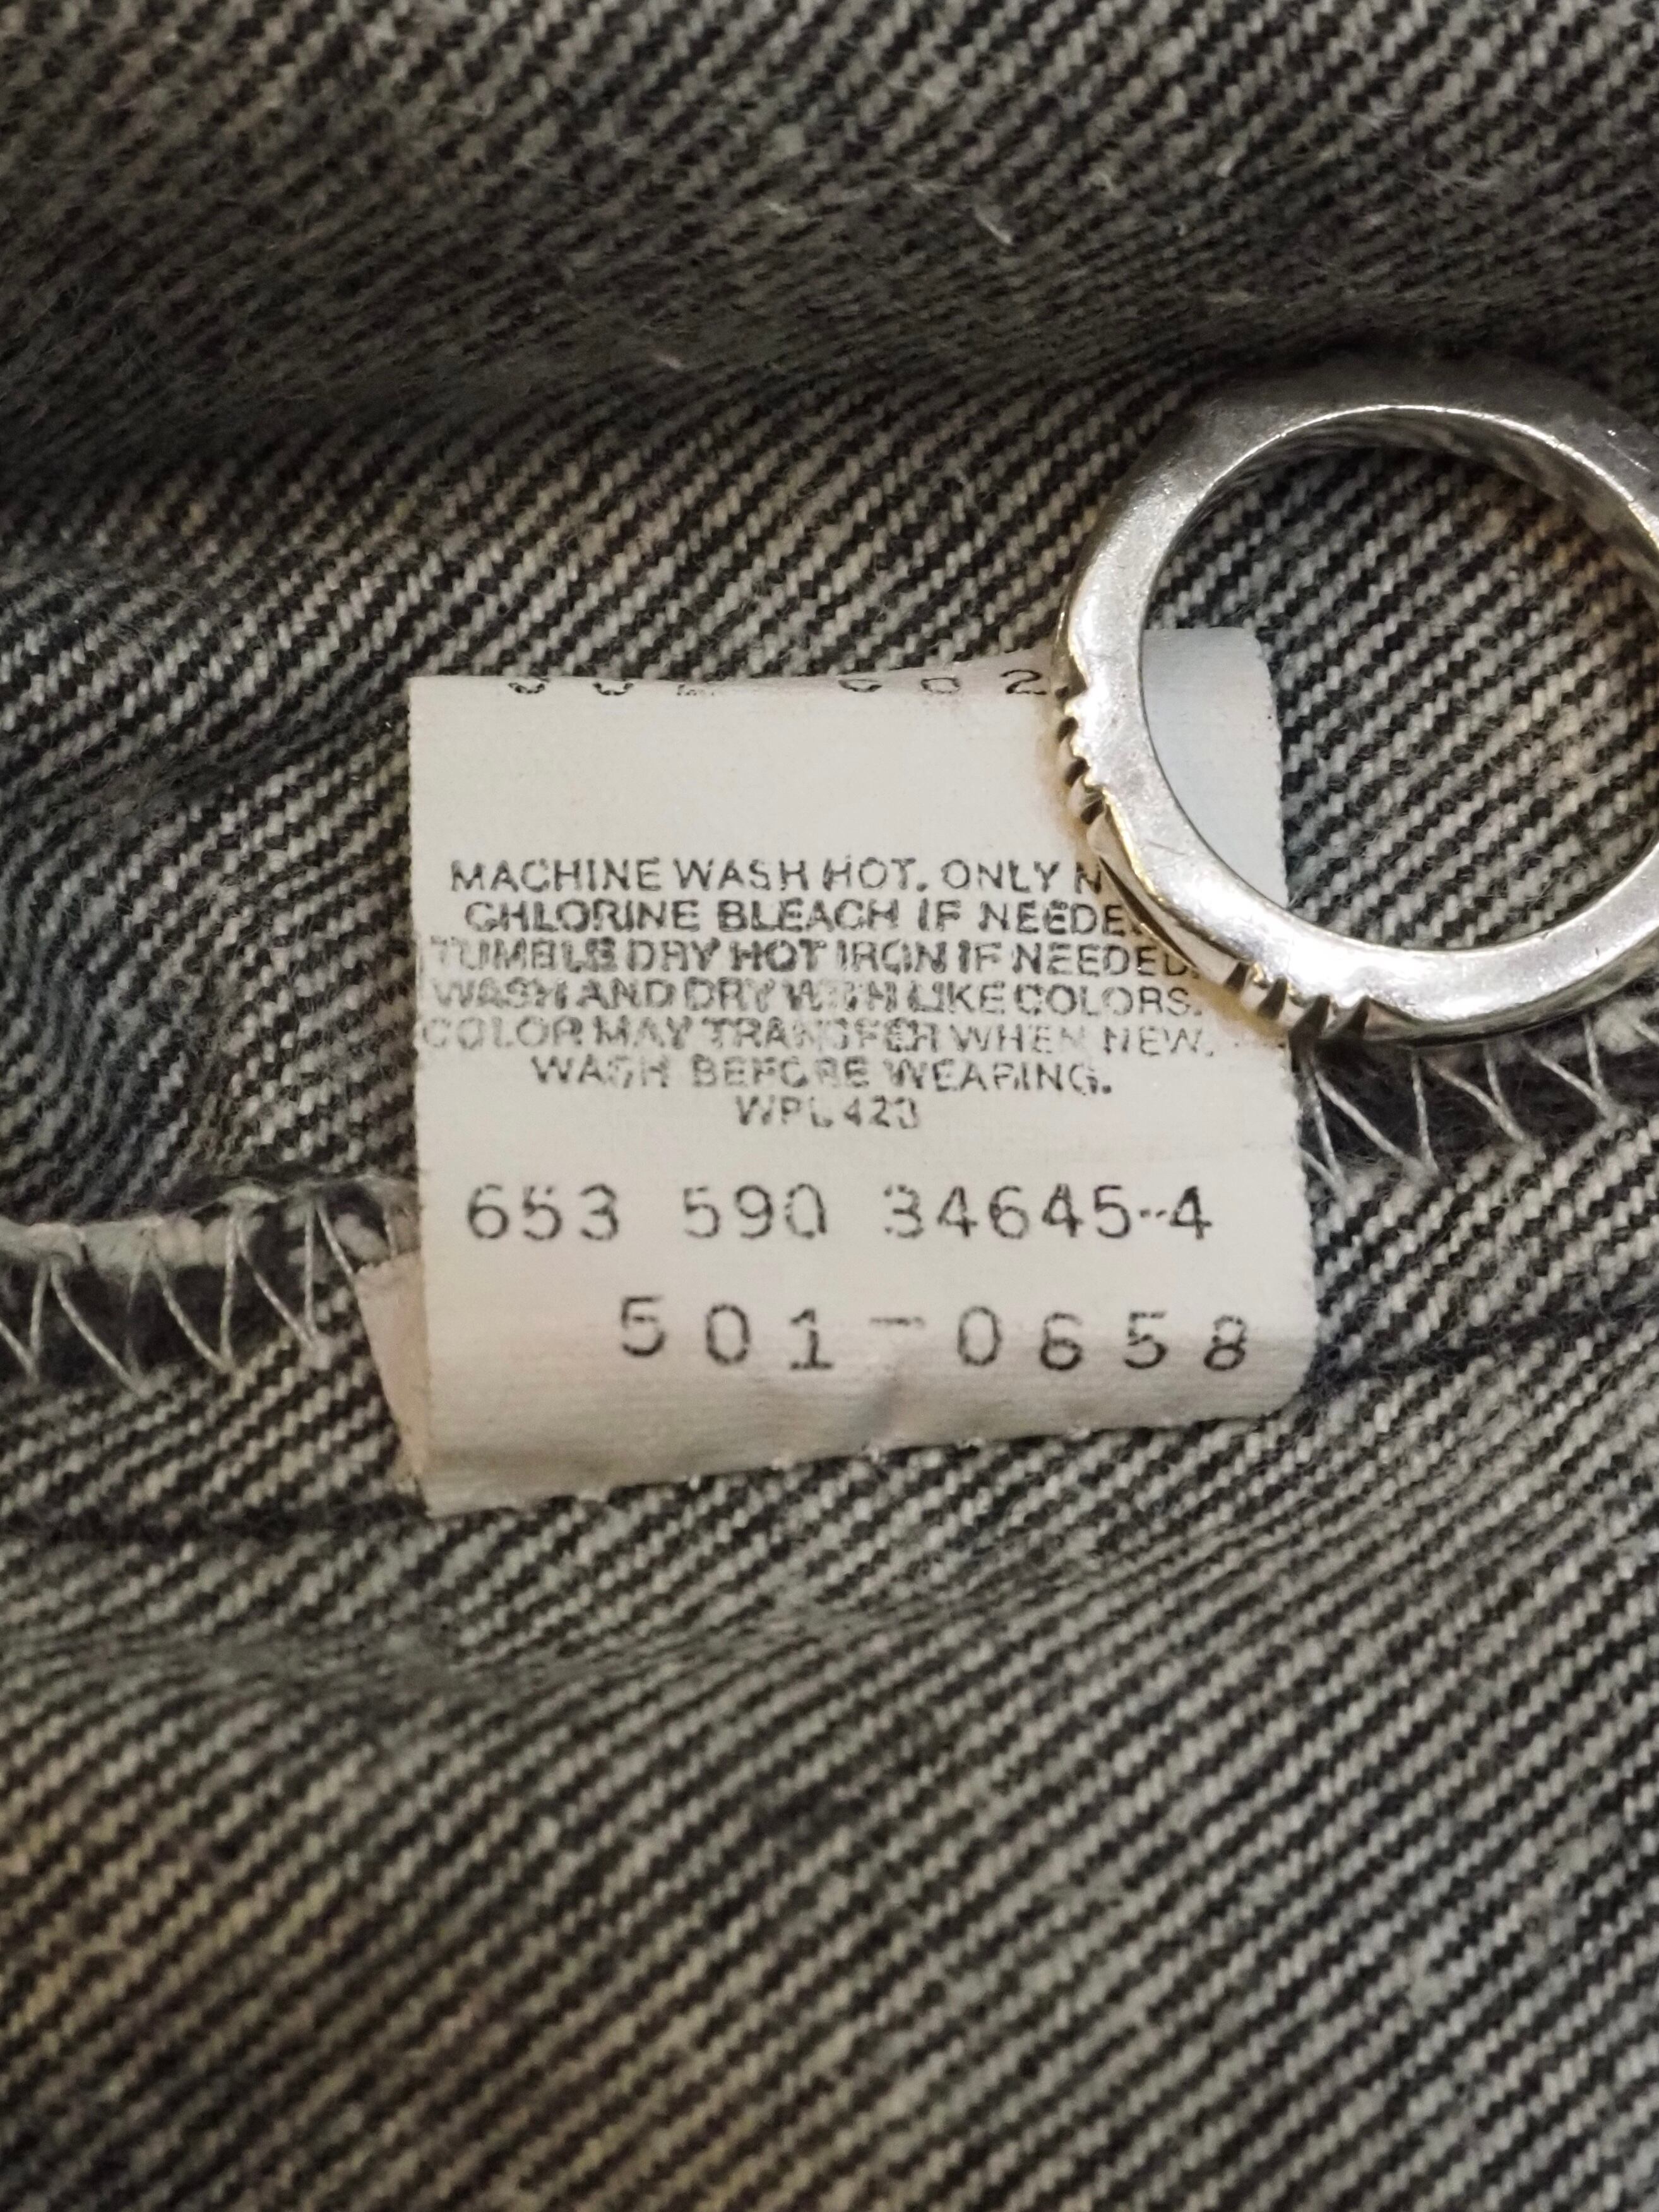 MACHINE WASH HOT. ONLY N
CHLORINE BLEACH IF NEEDE
TUMBLE DRY HOT IRON IF NEEDED.
WASH AND DRY WITH LIKE COLORS.
COLOR MAY TRANSFER WHEN NEW.
WASH BEFORE WEARING.
WPL 423
653 590 34645-4
501-0658